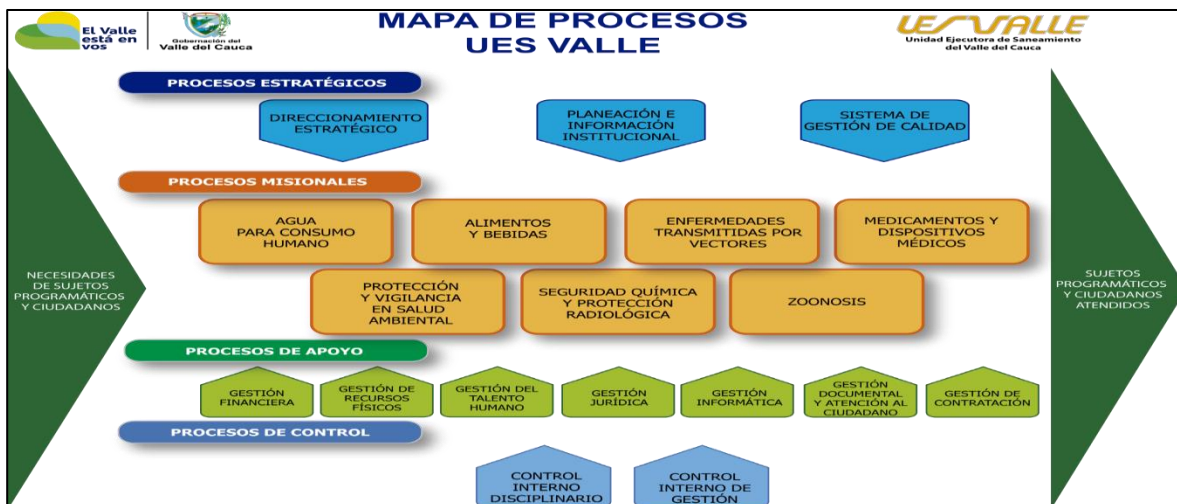 El Valle
está en
vos
Gobernación del
Valle del Cauca
MAPA DE PROCESOS
UES VALLE
UESVALLE
Unidad Ejecutora de Saneamiento
del Valle del Cauca
PROCESOS ESTRATÉGICOS
DIRECCIONAMIENTO
ESTRATÉGICO
PLANEACIÓN E
INFORMACIÓN
INSTITUCIONAL
SISTEMA DE
GESTIÓN DE CALIDAD
PROCESOS MISIONALES
AGUA
PARA CONSUMO
HUMANO
ALIMENTOS
Y BEBIDAS
ENFERMEDADES
TRANSMITIDAS POR
VECTORES
MEDICAMENTOS Y
DISPOSITIVOS
MÉDICOS
NECESIDADES
DE SUJETOS
PROGRAMÁTICOS
Y CIUDADANOS
PROTECCIÓN
Y VIGILANCIA
EN SALUD
AMBIENTAL
SEGURIDAD QUÍMICA
Y PROTECCIÓN
RADIOLÓGICA
ZOONOSIS
SUJETOS
PROGRAMÁTICOS
Y CIUDADANOS
ATENDIDOS
PROCESOS DE APOYO
GESTIÓN
FINANCIERA
GESTIÓN DE
RECURSOS
FÍSICOS
GESTIÓN DEL
TALENTO
HUMANO
GESTIÓN
JURÍDICA
GESTIÓN
INFORMÁTICA
GESTIÓN
DOCUMENTAL
Y ATENCIÓN AL
CIUDADANO
GESTIÓN DE
CONTRATACIÓN
PROCESOS DE CONTROL
CONTROL
INTERNO
DISCIPLINARIO
CONTROL
INTERNO DE
GESTIÓN